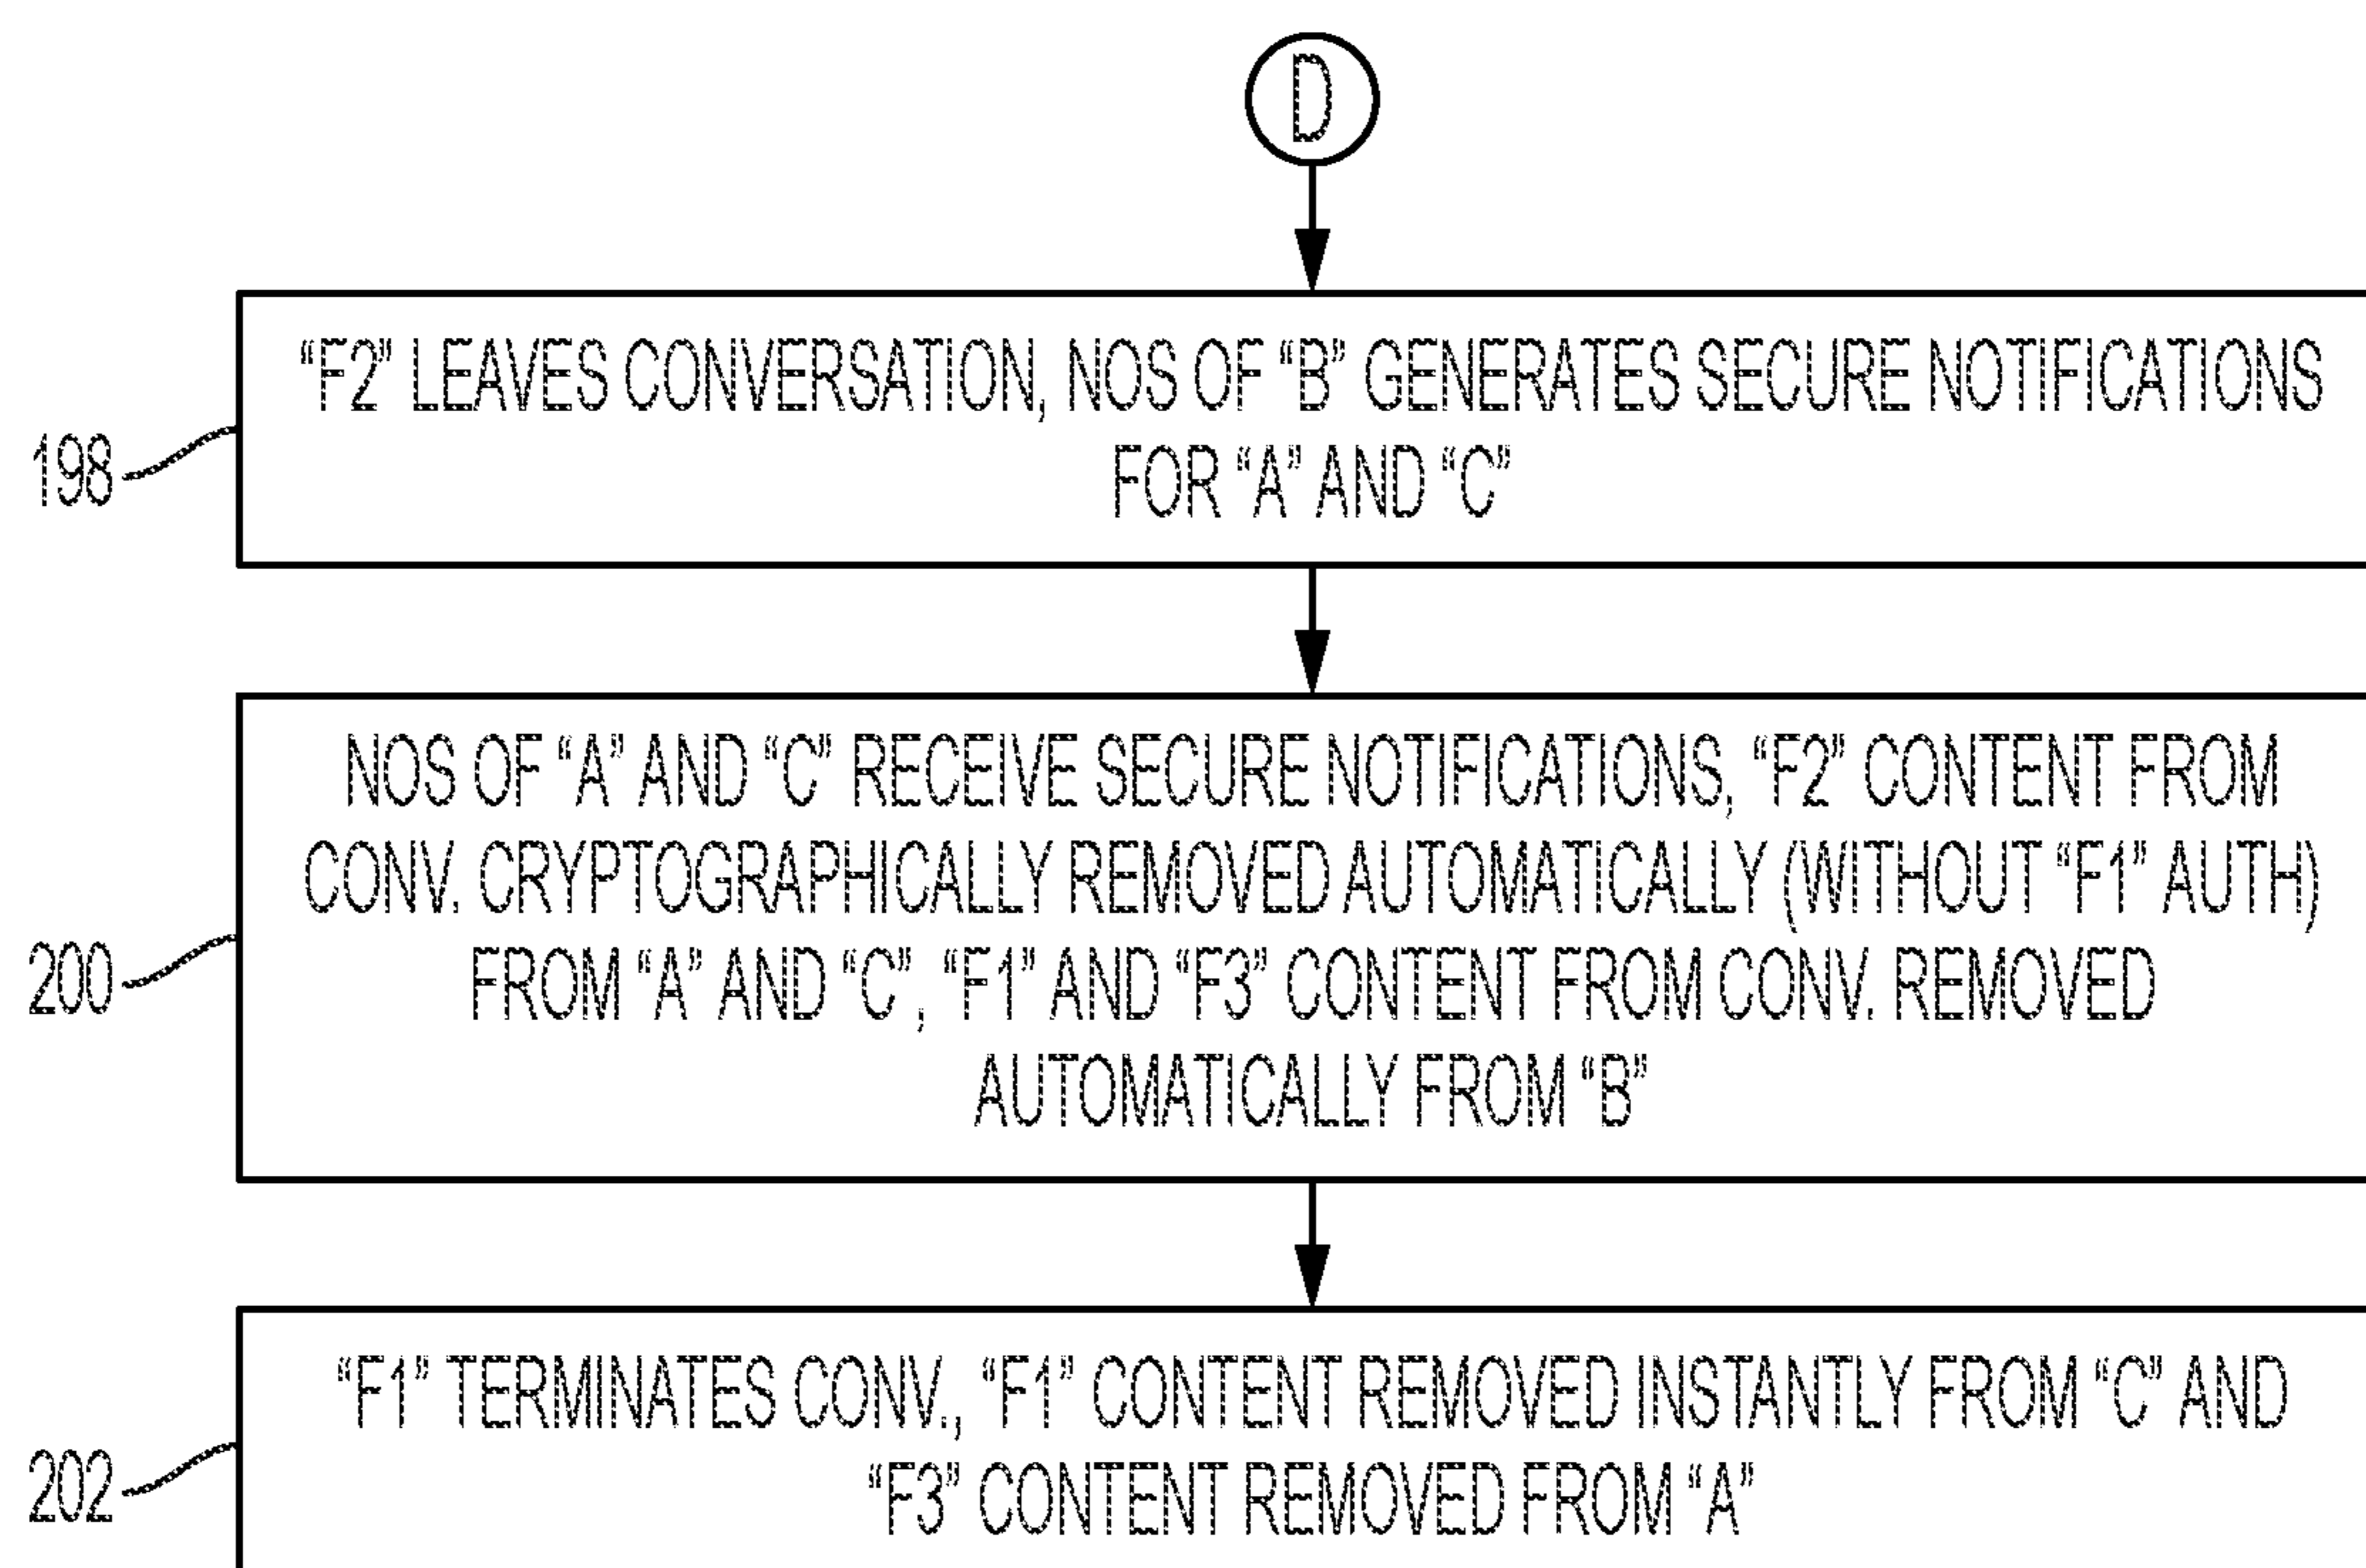 D
“F2” LEAVES CONVERSATION, NOS OF “B” GENERATES SECURE NOTIFICATIONS
FOR “A” AND “C”
198
NOS OF “A” AND “C” RECEIVE SECURE NOTIFICATIONS, “F2” CONTENT FROM
CONV. CRYPTOGRAPHICALLY REMOVED AUTOMATICALLY (WITHOUT “F1” AUTH)
FROM “A” AND “C”, “F1” AND “F3” CONTENT FROM CONV. REMOVED
AUTOMATICALLY FROM “B”
200
“F1” TERMINATES CONV., “F1” CONTENT REMOVED INSTANTLY FROM “C” AND
“F3” CONTENT REMOVED FROM “A”
202